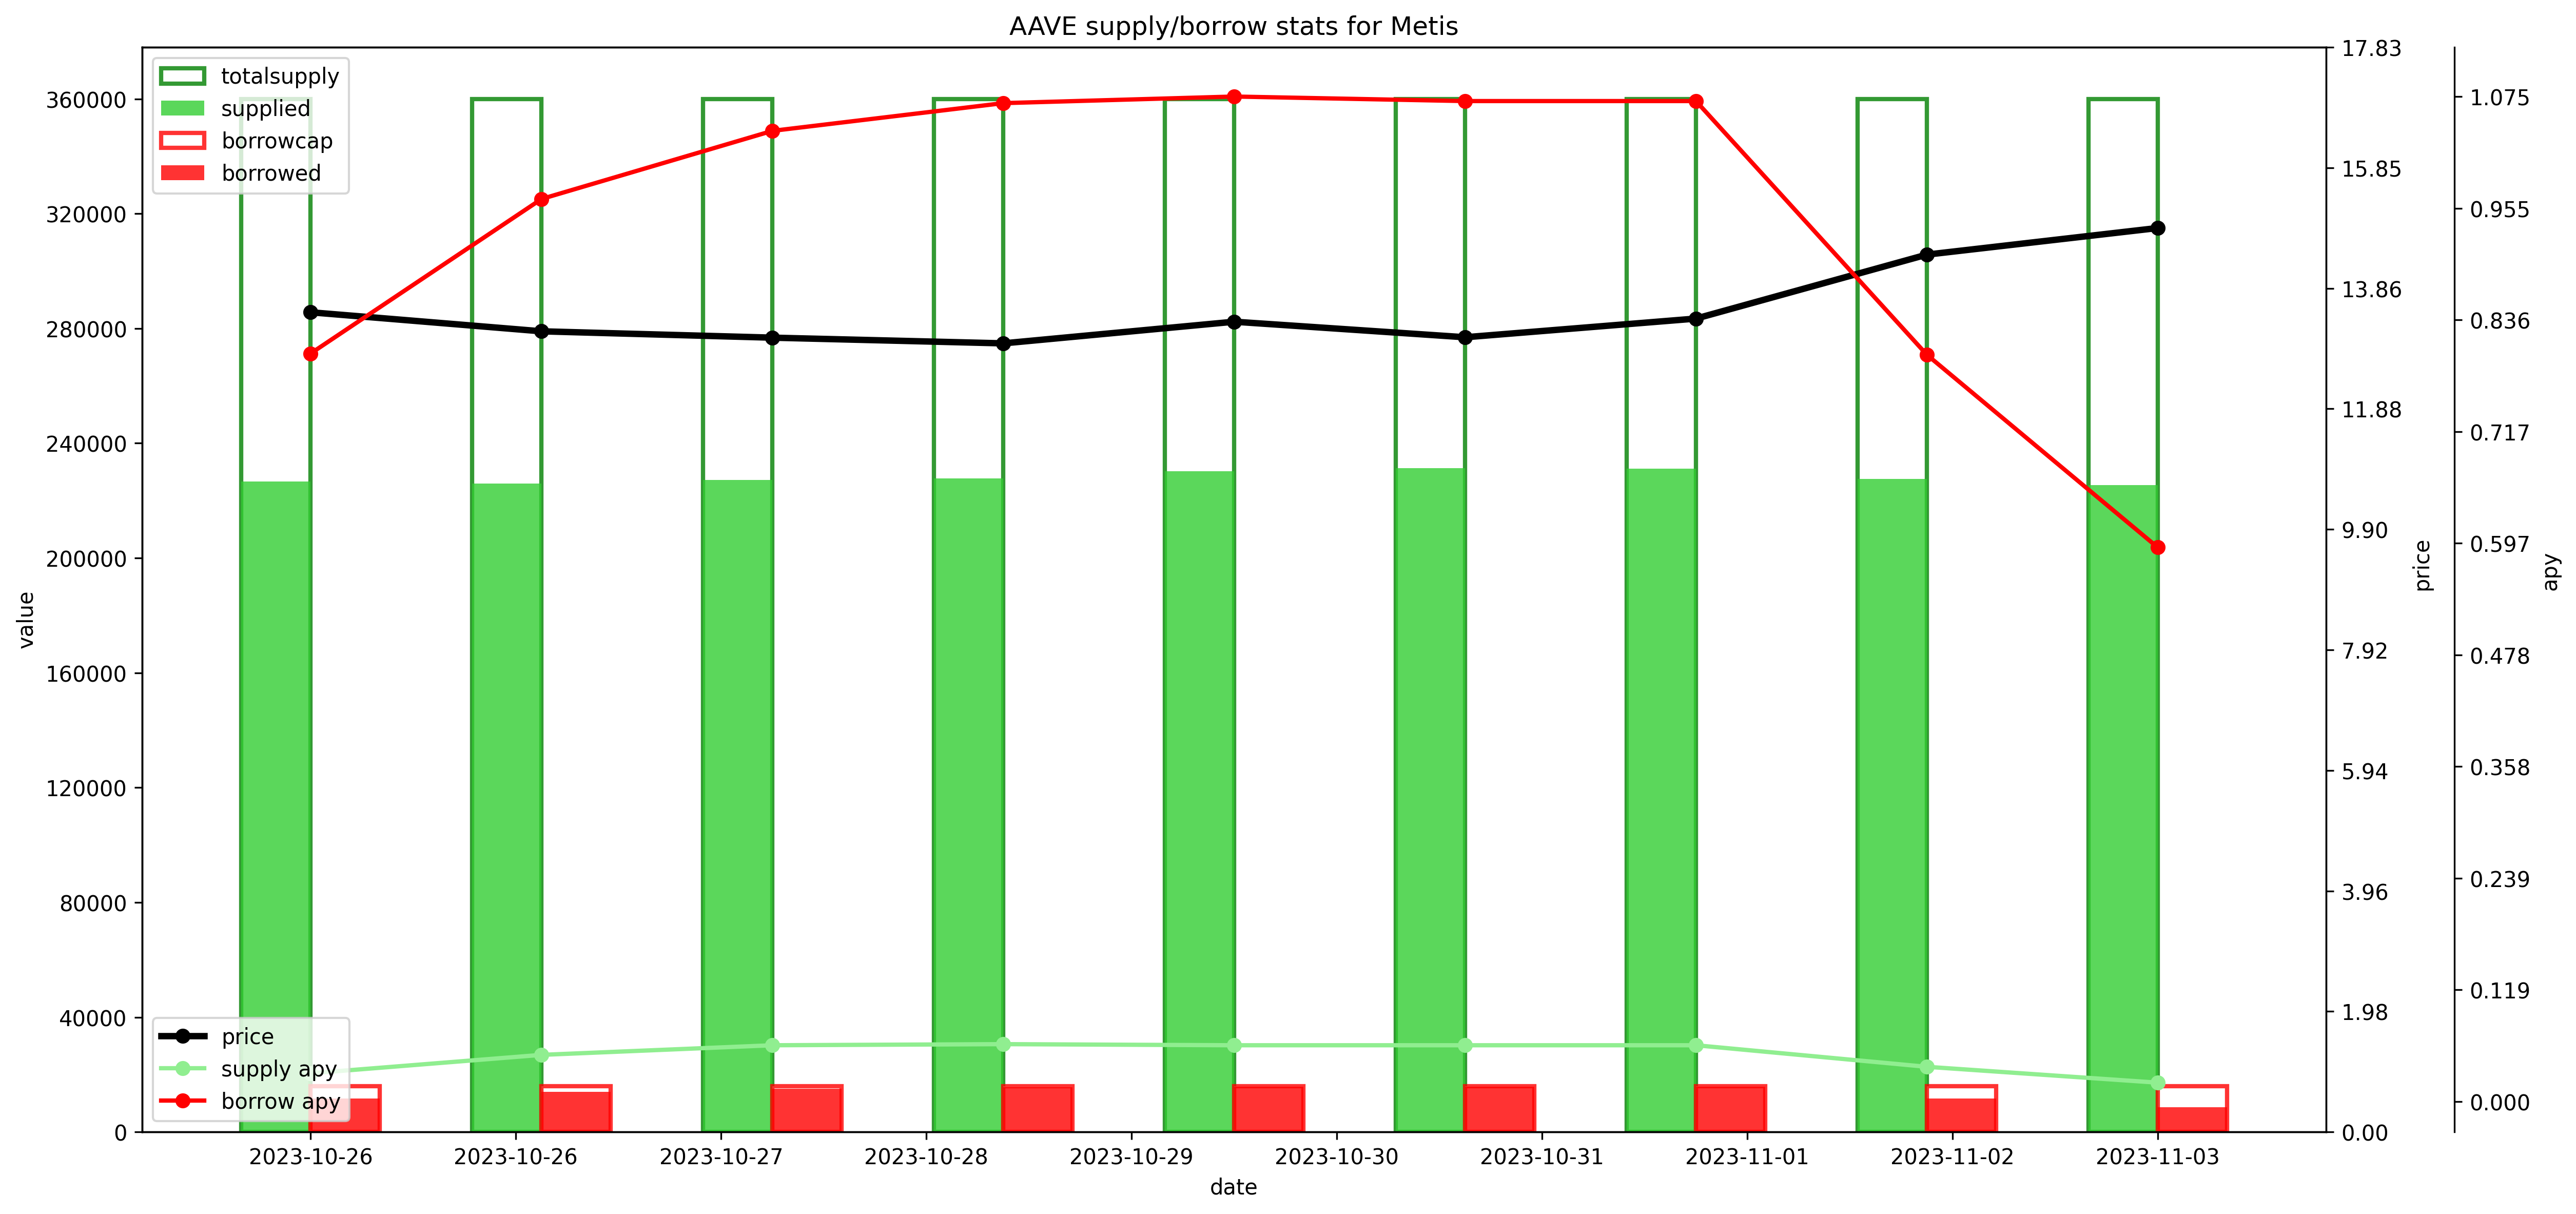 AAVE supply/borrow stats for Metis
totalsupply
supplied
borrowcap
borrowed
price
supply apy
borrow apy
value
360000
320000
280000
240000
200000
160000
120000
80000
40000
0
17.83
15.85
13.86
11.88
9.90
7.92
5.94
3.96
1.98
0.00
price
1.075
0.955
0.836
0.717
0.597
0.478
0.358
0.239
0.119
0.000
apy
2023-10-26 2023-10-26 2023-10-27 2023-10-28 2023-10-29 2023-10-30 2023-10-31 2023-11-01 2023-11-02 2023-11-03
date